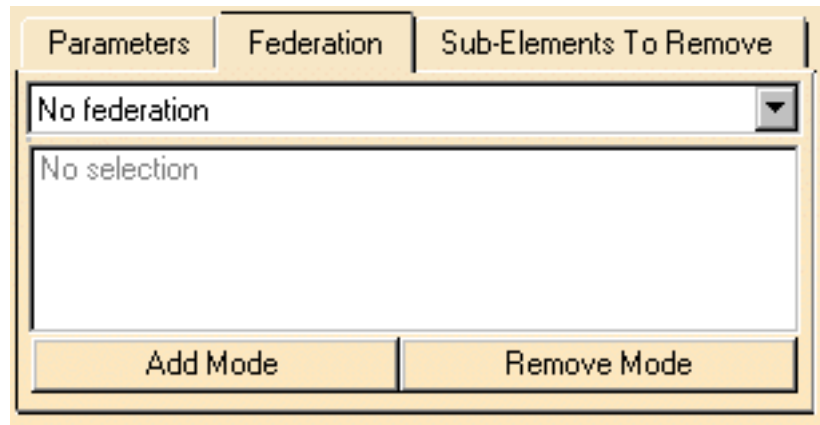 Parameters Federation Sub-Elements To Remove
No federation
No selection
Add Mode Remove Mode